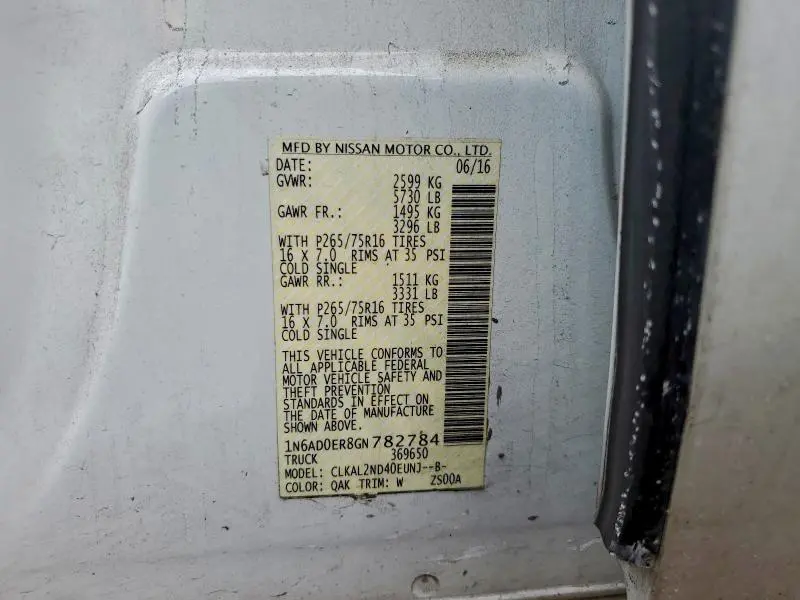 MFD BY NISSAN MOTOR CO., LTD.
DATE: 06/16
GVWR: 2599 KG
5730 LB
GAWR FR.: 1495 KG
3296 LB
WITH P265/75R16 TIRES
16 X 7.0 RIMS AT 35 PSI
COLD SINGLE
GAWR RR.: 1511 KG
3331 LB
WITH P265/75R16 TIRES
16 X 7.0 RIMS AT 35 PSI
COLD SINGLE
THIS VEHICLE CONFORMS TO
ALL APPLICABLE FEDERAL
MOTOR VEHICLE SAFETY AND
THEFT PREVENTION
STANDARDS IN EFFECT ON
THE DATE OF MANUFACTURE
SHOWN ABOVE.
1N6AD0ER8GN782784
TRUCK 369650
MODEL: CLKAL2ND40EUNJ--B-
COLOR: QAK TRIM: W ZS00A